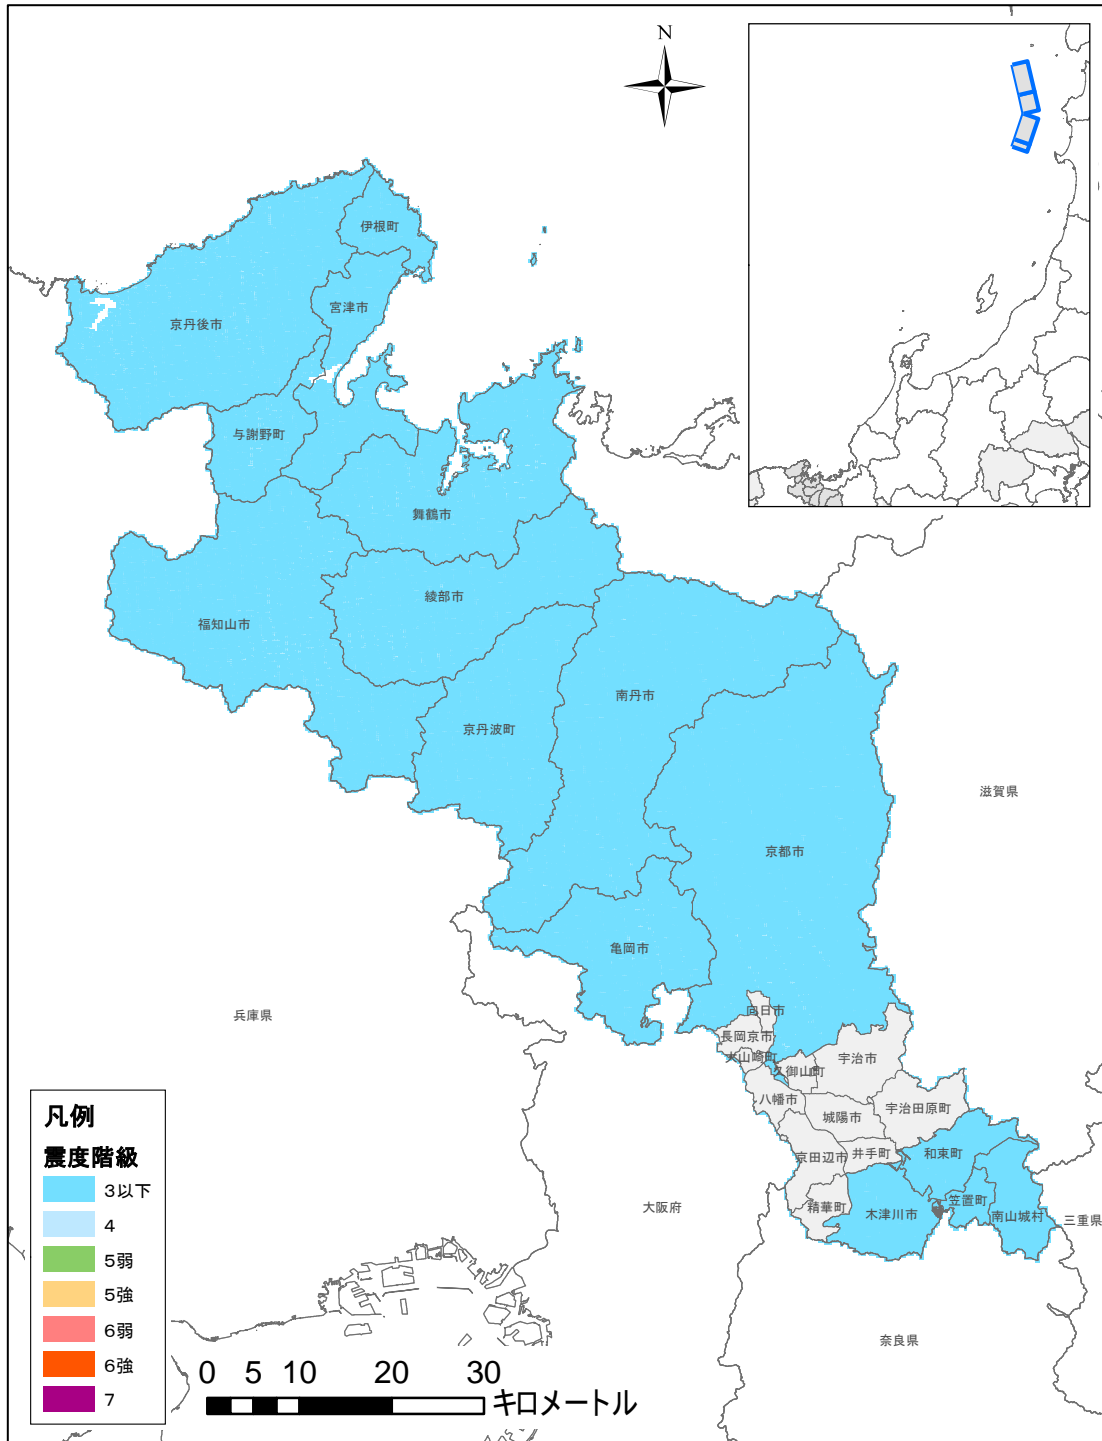 N
伊根町
宮津市
京丹後市
与謝野町
舞鶴市
綾部市
福知山市
南丹市
京丹波町
滋賀県
京都市
亀岡市
兵庫県
向日市
長岡京市
大山崎町
久御山町
宇治市
八幡市
城陽市
宇治田原町
京田辺市
井手町
和束町
精華町
木津川市
笠置町
南山城村
大阪府
三重県
奈良県
凡例
震度階級
3以下
4
5弱
5強
6弱
6強
7
0 5 10 20 30
キロメートル